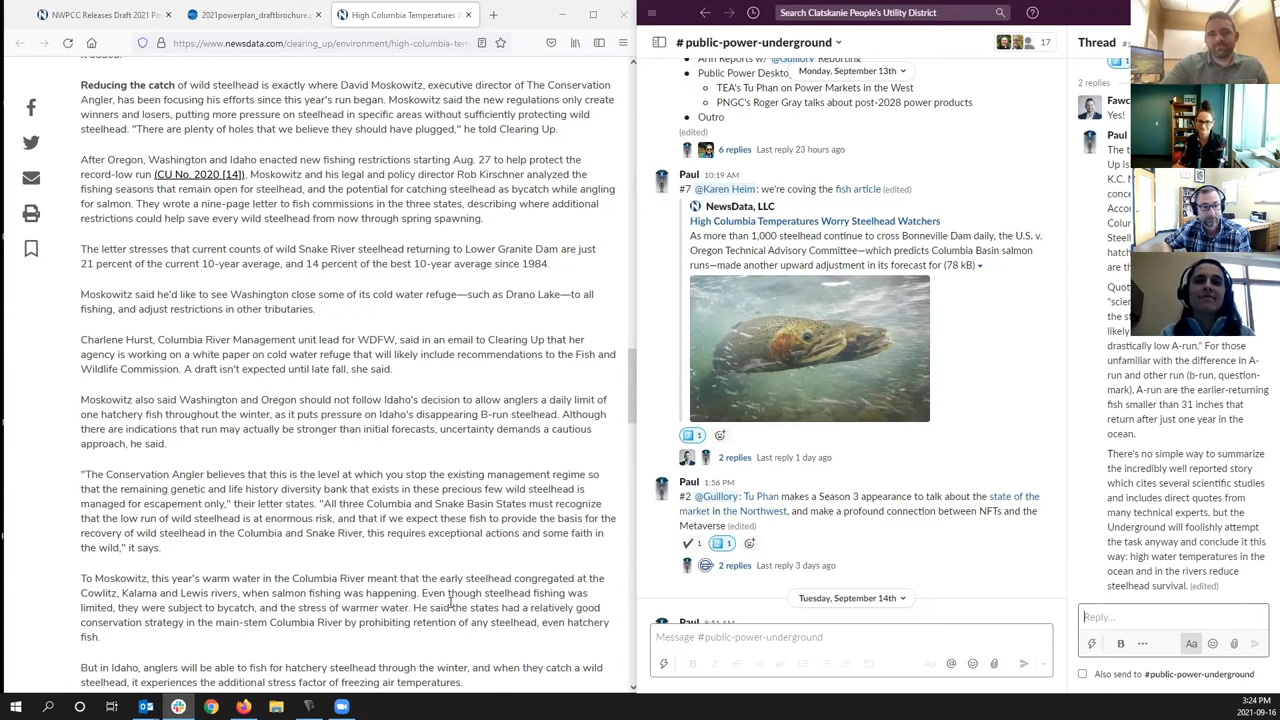 NWPCC Releases Draft 2021 Po
2021powerplan_draftbrochure.p
High Columbia Temperatures W
https://www.newsdata.com/clearing_up/environment/high-columbia-tem
it added.
Reducing the catch of wild steelhead is exactly where David Moskowitz, executive director of The Conservation
Angler, has been focusing his efforts since this year's run began. Moskowitz said the new regulations only create
winners and losers, putting more pressure on steelhead in specific areas without sufficiently protecting wild
steelhead. "There are plenty of holes that we believe they should have plugged," he told Clearing Up.
After Oregon, Washington and Idaho enacted new fishing restrictions starting Aug. 27 to help protect the
record-low run (CU No. 2020 [14]), Moskowitz and his legal and policy director Rob Kirschner analyzed the
fishing seasons that remain open for steelhead, and the potential for catching steelhead as bycatch while angling
for salmon. They wrote a nine-page letter to fish commissions in the three states, describing where additional
restrictions could help save every wild steelhead from now through spring spawning.
The letter stresses that current counts of wild Snake River steelhead returning to Lower Granite Dam are just
21 percent of the current 10-year average, and 14 percent of the best 10-year average since 1984.
Moskowitz said he'd like to see Washington close some of its cold water refuge—such as Drano Lake—to all
fishing, and adjust restrictions in other tributaries.
Charlene Hurst, Columbia River Management unit lead for WDFW, said in an email to Clearing Up that her
agency is working on a white paper on cold water refuge that will likely include recommendations to the Fish and
Wildlife Commission. A draft isn't expected until late fall, she said.
Moskowitz also said Washington and Oregon should not follow Idaho's decision to allow anglers a daily limit of
one hatchery fish throughout the winter, as it puts pressure on Idaho's disappearing B-run steelhead. Although
there are indications that run may actually be stronger than initial forecasts, uncertainty demands a cautious
approach, he said.
"The Conservation Angler believes that this is the level at which you stop the existing management regime so
that the remaining genetic and life history diversity bank that exists in these precious few wild steelhead is
managed for escapement only," their letter states. "All three Columbia and Snake Basin States must recognize
that the low run of wild steelhead is at enormous risk, and that if we expect these fish to provide the basis for the
recovery of wild steelhead in the Columbia and Snake River, this requires exceptional actions and some faith in
the wild," it says.
To Moskowitz, this year's warm water in the Columbia River meant that the early steelhead congregated at the
Cowlitz, Kalama and Lewis rivers, when salmon fishing was happening. Even though steelhead fishing was
limited, they were subject to bycatch, and the stress of warmer water. He said the states had a relatively good
conservation strategy in the main-stem Columbia River by prohibiting retention of any steelhead, even hatchery
fish.
But in Idaho, anglers will be able to fish for hatchery steelhead through the winter, and when they catch a wild
steelhead, it experiences the additional stress factor of freezing air temperatures.
Search Clatskanie People's Utility District
#public-power-underground
17
Ann Reports w/ @Guillory Reporting
Public Power Deskto
Monday, September 13th
TEA's Tu Phan on Power Markets in the West
PNGC's Roger Gray talks about post-2028 power products
Outro
(edited)
6 replies Last reply 23 hours ago
Paul 10:19 AM
#7 @Karen Heim: we're coving the fish article (edited)
NewsData, LLC
High Columbia Temperatures Worry Steelhead Watchers
As more than 1,000 steelhead continue to cross Bonneville Dam daily, the U.S. v.
Oregon Technical Advisory Committee—which predicts Columbia Basin salmon
runs—made another upward adjustment in its forecast for (78 kB)
1
2 replies Last reply 1 day ago
Paul 1:56 PM
#2 @Guillory: Tu Phan makes a Season 3 appearance to talk about the state of the
market in the Northwest, and make a profound connection between NFTs and the
Metaverse (edited)
1 1
2 replies Last reply 3 days ago
Tuesday, September 14th
Paul 8:51 AM
Message #public-power-underground
Thread
1
2 replies
Fawc
Yes!
Paul
The t
Up is
K.C.
conce
Accor
Colur
Steell
hatch
are th
Quot
"scien
the st
likely
drastically low A-run." For those
unfamiliar with the difference in A-
run and other run (b-run, question-
mark), A-run are the earlier-returning
fish smaller than 31 inches that
return after just one year in the
ocean.
There's no simple way to summarize
the incredibly well reported story
which cites several scientific studies
and includes direct quotes from
many technical experts, but the
Underground will foolishly attempt
the task anyway and conclude it this
way: high water temperatures in the
ocean and in the rivers reduce
steelhead survival. (edited)
Reply...
Also send to #public-power-underground
3:24 PM
2021-09-16